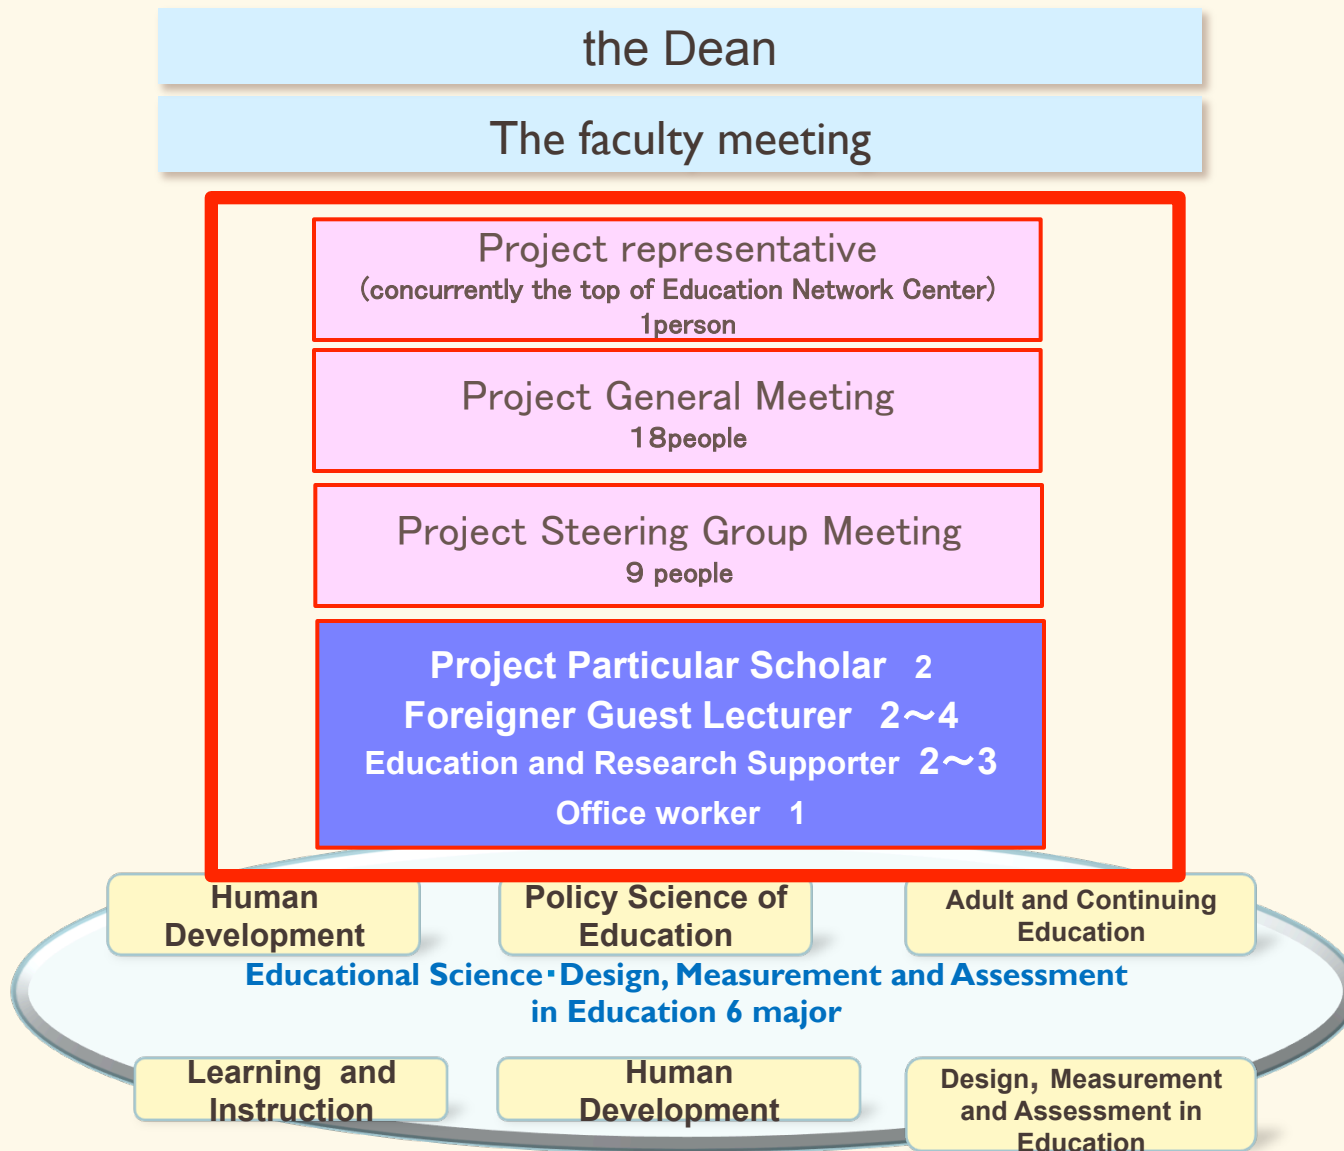 the Dean
The faculty meeting
Project representative
(concurrently the top of Education Network Center)
1person
Project General Meeting
18people
Project Steering Group Meeting
9 people
Project Particular Scholar 2
Foreigner Guest Lecturer 2～4
Education and Research Supporter 2～3
Office worker 1
Human
Development
Policy Science of
Education
Adult and Continuing
Education
Educational Science･Design, Measurement and Assessment
in Education 6 major
Learning and
Instruction
Human
Development
Design, Measurement
and Assessment in
Education